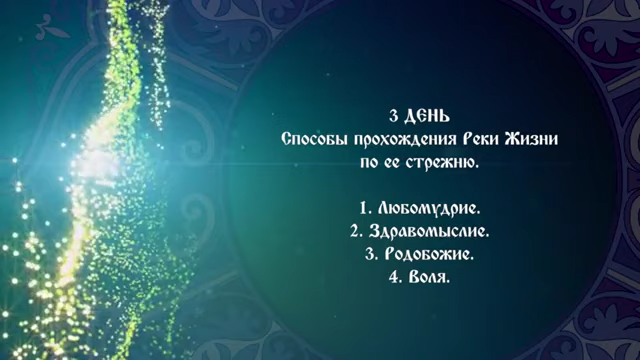 3 ДЕНЬ
Способы прохождения Реки Жизни
по ее стрежню.
1. Любомудрие.
2. Здравомыслие.
3. Родобожие.
4. Воля.